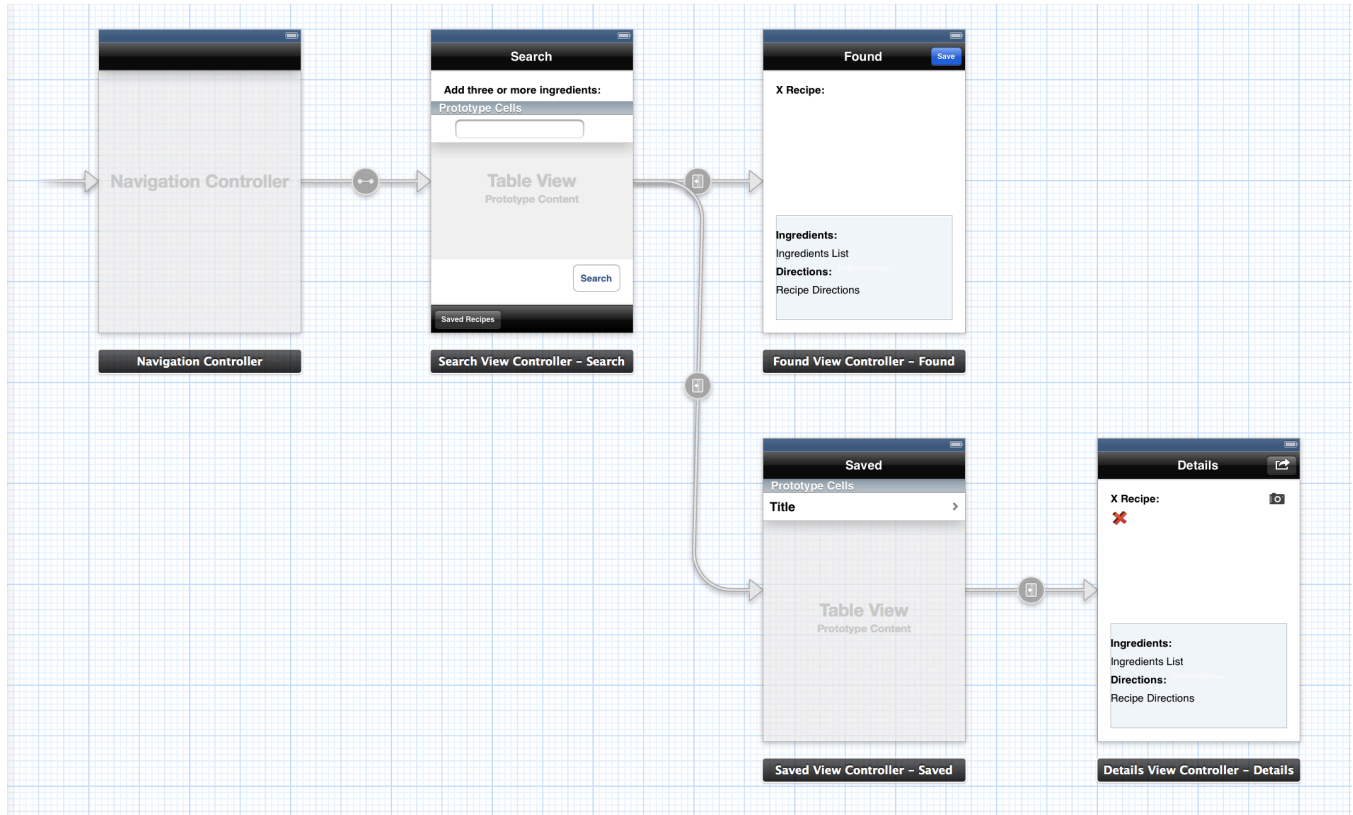 Navigation Controller
Navigation Controller
Search
Add three or more ingredients:
Prototype Cells
Table View
Prototype Content
Search
Saved Recipes
Search View Controller – Search
Found
Save
X Recipe:
Ingredients:
Ingredients List
Directions:
Recipe Directions
Found View Controller – Found
Saved
Prototype Cells
Title
Table View
Prototype Content
Saved View Controller – Saved
Details
X Recipe:
Ingredients:
Ingredients List
Directions:
Recipe Directions
Details View Controller – Details